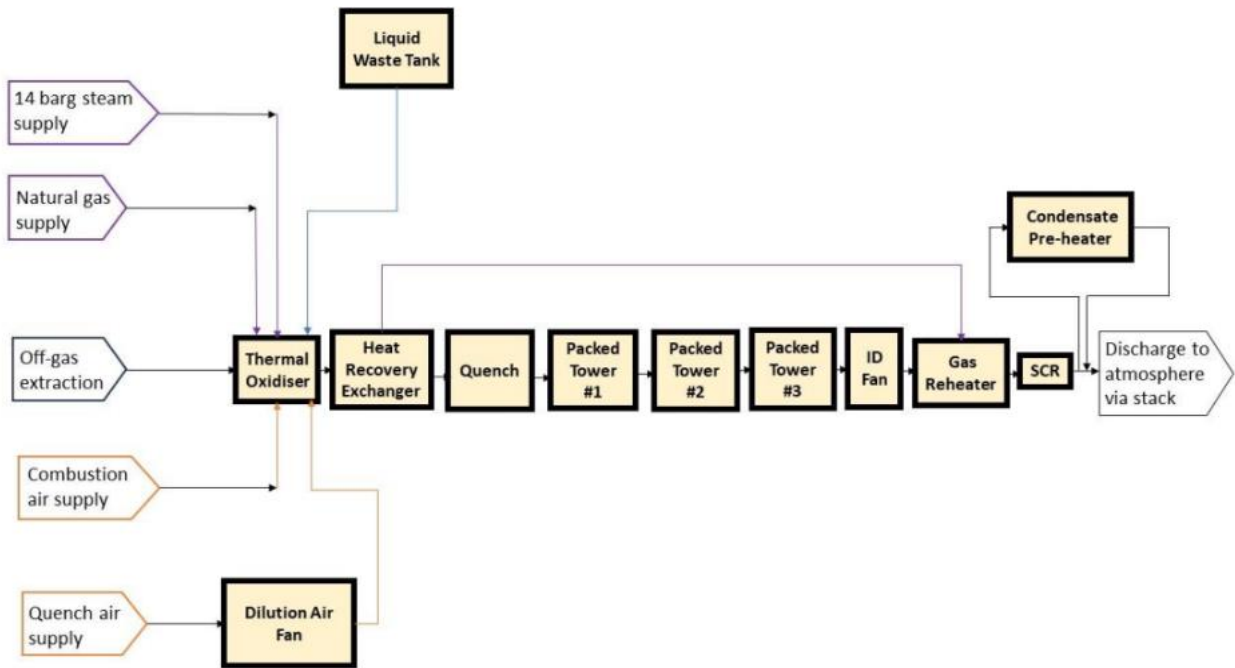 Liquid
Waste Tank
14 barg steam
supply
Natural gas
supply
Condensate
Pre-heater
Off-gas
extraction
Thermal
Oxidiser
Heat
Recovery
Exchanger
Quench
Packed
Tower
#1
Packed
Tower
#2
Packed
Tower
#3
ID
Fan
Gas
Reheater
SCR
Discharge to
atmosphere
via stack
Combustion
air supply
Quench air
supply
Dilution Air
Fan